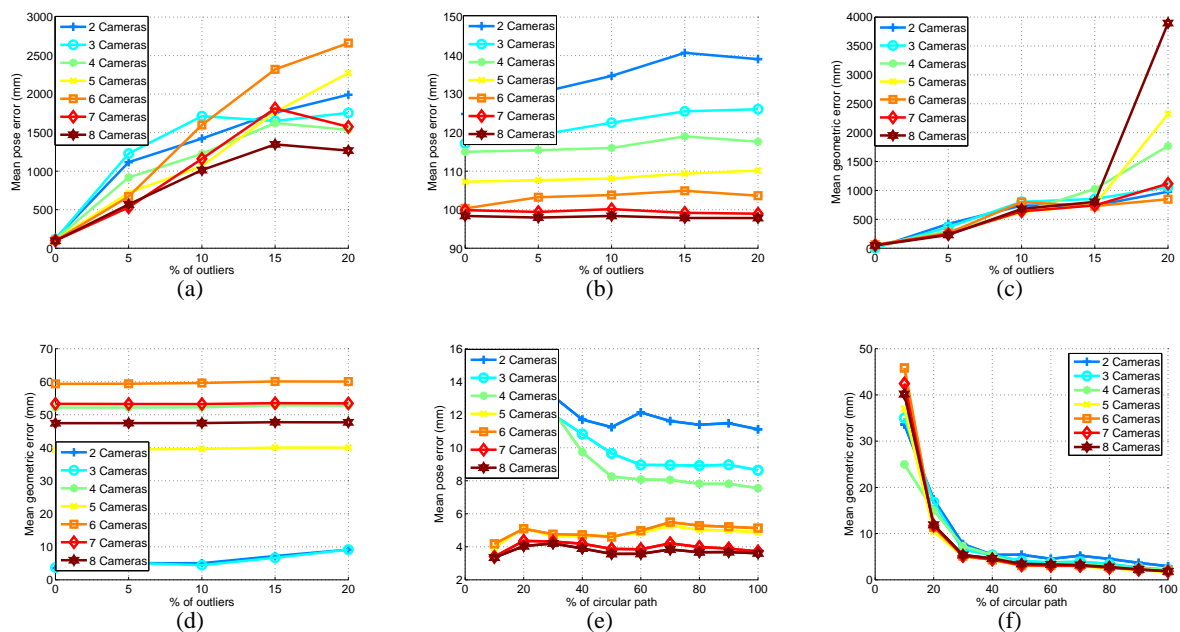 3000
2500
2000
1500
1000
500
0
Mean pose error (mm)
2 Cameras
3 Cameras
4 Cameras
5 Cameras
6 Cameras
7 Cameras
8 Cameras
0 5 10 15 20
% of outliers
(a)
150
140
130
120
110
100
90
Mean pose error (mm)
2 Cameras
3 Cameras
4 Cameras
5 Cameras
6 Cameras
7 Cameras
8 Cameras
0 5 10 15 20
% of outliers
(b)
4000
3500
3000
2500
2000
1500
1000
500
0
Mean geometric error (mm)
2 Cameras
3 Cameras
4 Cameras
5 Cameras
6 Cameras
7 Cameras
8 Cameras
0 5 10 15 20
% of outliers
(c)
70
60
50
40
30
20
10
0
Mean geometric error (mm)
2 Cameras
3 Cameras
4 Cameras
5 Cameras
6 Cameras
7 Cameras
8 Cameras
0 5 10 15 20
% of outliers
(d)
16
14
12
10
8
6
4
2
Mean pose error (mm)
2 Cameras
3 Cameras
4 Cameras
5 Cameras
6 Cameras
7 Cameras
8 Cameras
0 20 40 60 80 100
% of circular path
(e)
50
40
30
20
10
0
Mean geometric error (mm)
2 Cameras
3 Cameras
4 Cameras
5 Cameras
6 Cameras
7 Cameras
8 Cameras
0 20 40 60 80 100
% of circular path
(f)